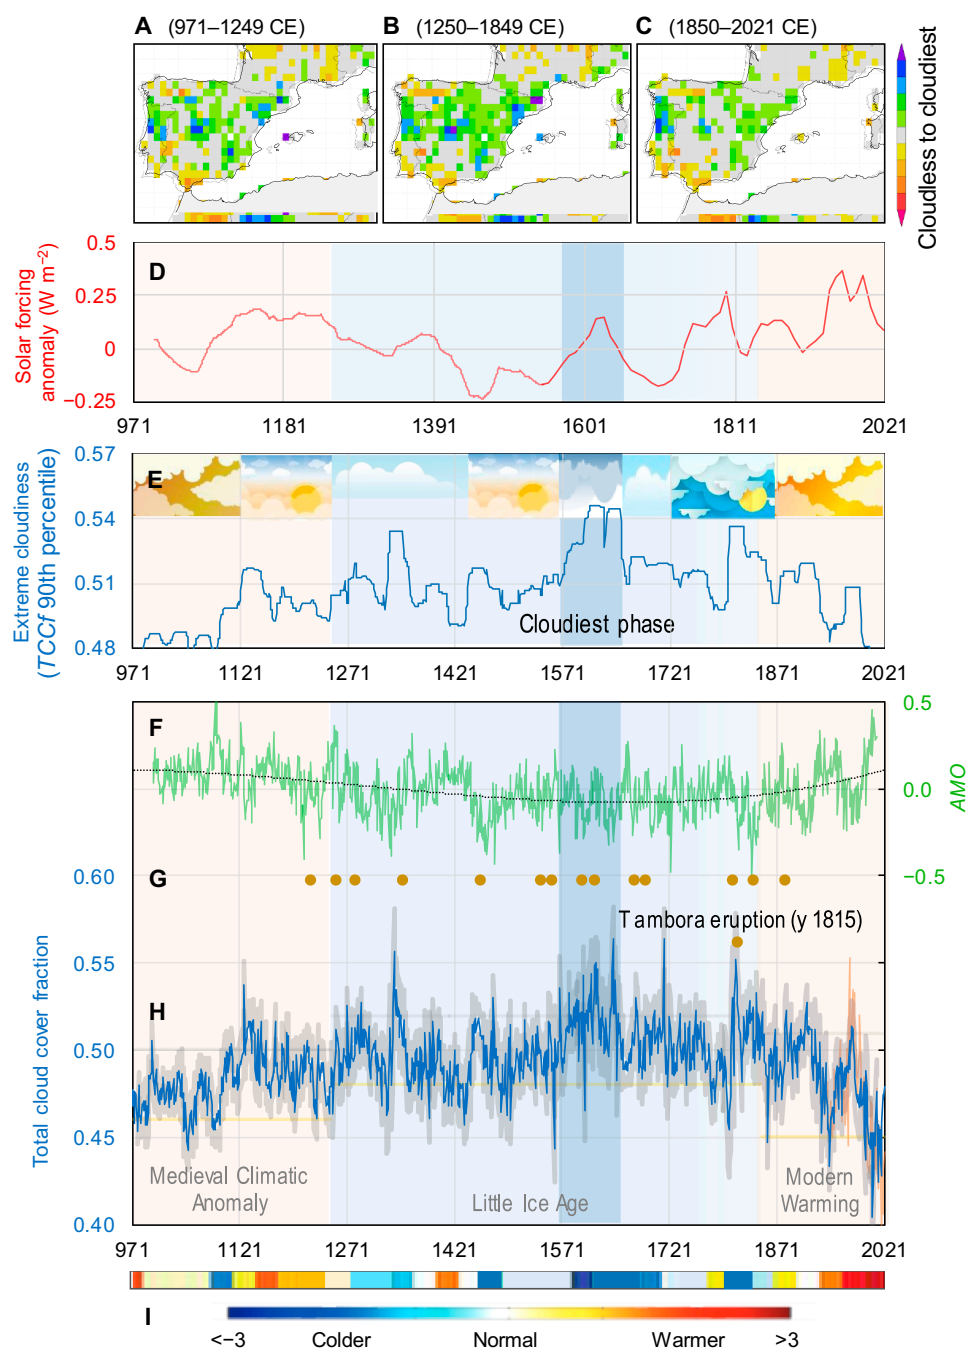 A (971–1249 CE)
B (1250–1849 CE)
C (1850–2021 CE)
Cloudless to cloudiest
D
Solar forcing
anomaly (W m−2)
0.5
0.25
0
−0.25
971 1181 1391 1601 1811 2021
E
Extreme cloudiness
(TCCf 90th percentile)
0.57
0.54
0.51
0.48
Cloudiest phase
971 1121 1271 1421 1571 1721 1871 2021
F
0.5
0.0
−0.5
AMO
G
Tambora eruption (y 1815)
H
Total cloud cover fraction
0.60
0.55
0.50
0.45
0.40
Medieval Climatic
Anomaly
Little Ice Age
Modern
Warming
971 1121 1271 1421 1571 1721 1871 2021
I
<−3 Colder Normal Warmer >3